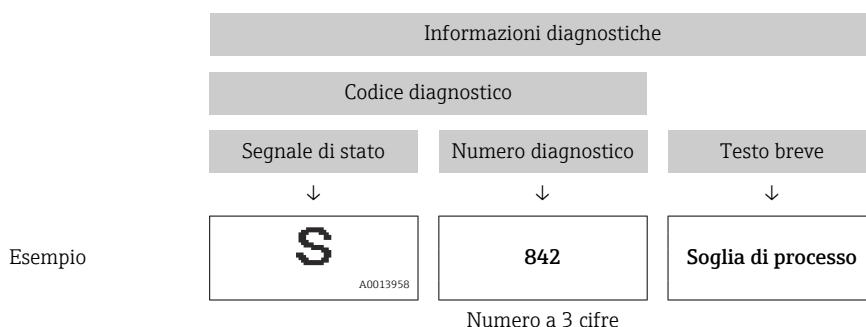 Informazioni diagnostiche
Codice diagnostico
Segnale di stato Numero diagnostico Testo breve
↓ ↓ ↓
Esempio S 842 Soglia di processo
A0013958
Numero a 3 cifre